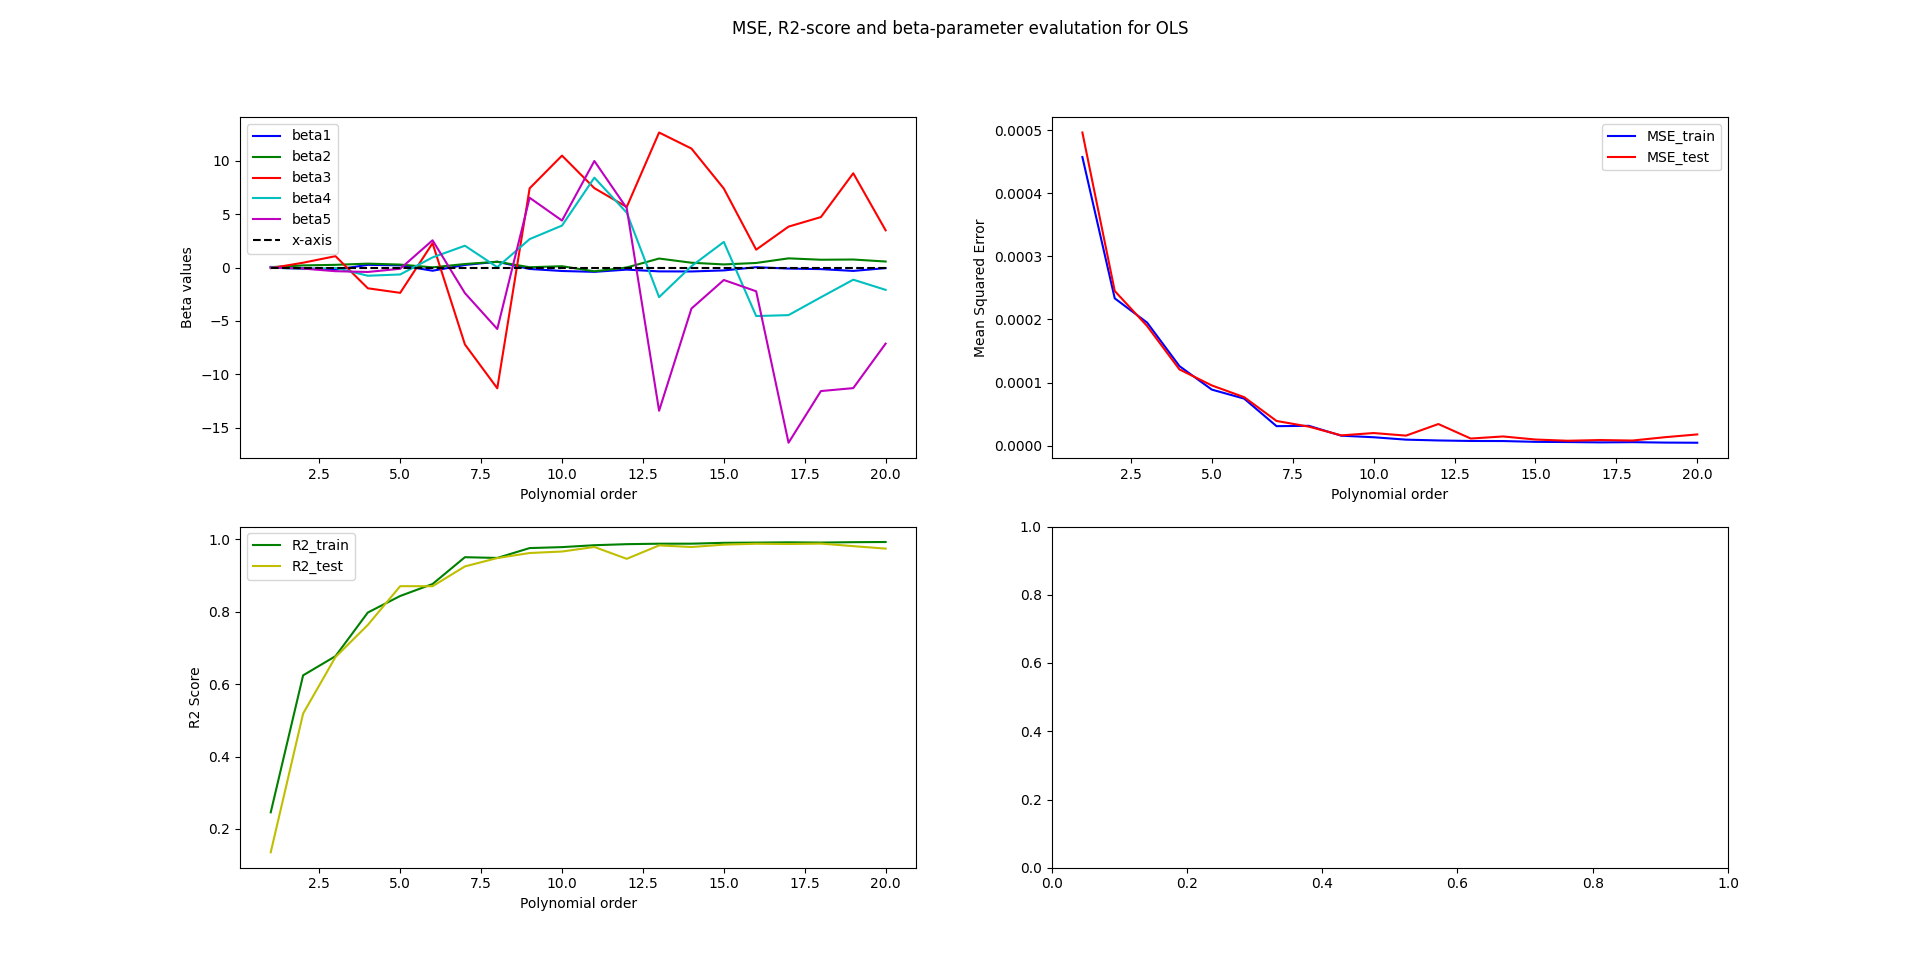 MSE, R2-score and beta-parameter evalutation for OLS
beta1
beta2
beta3
beta4
beta5
x-axis
10
5
0
−5
−10
−15
Beta values
2.5 5.0 7.5 10.0 12.5 15.0 17.5 20.0
Polynomial order
MSE_train
MSE_test
0.0005
0.0004
0.0003
0.0002
0.0001
0.0000
Mean Squared Error
2.5 5.0 7.5 10.0 12.5 15.0 17.5 20.0
Polynomial order
R2_train
R2_test
1.0
0.8
0.6
0.4
0.2
R2 Score
2.5 5.0 7.5 10.0 12.5 15.0 17.5 20.0
Polynomial order
1.0
0.8
0.6
0.4
0.2
0.0
0.0 0.2 0.4 0.6 0.8 1.0